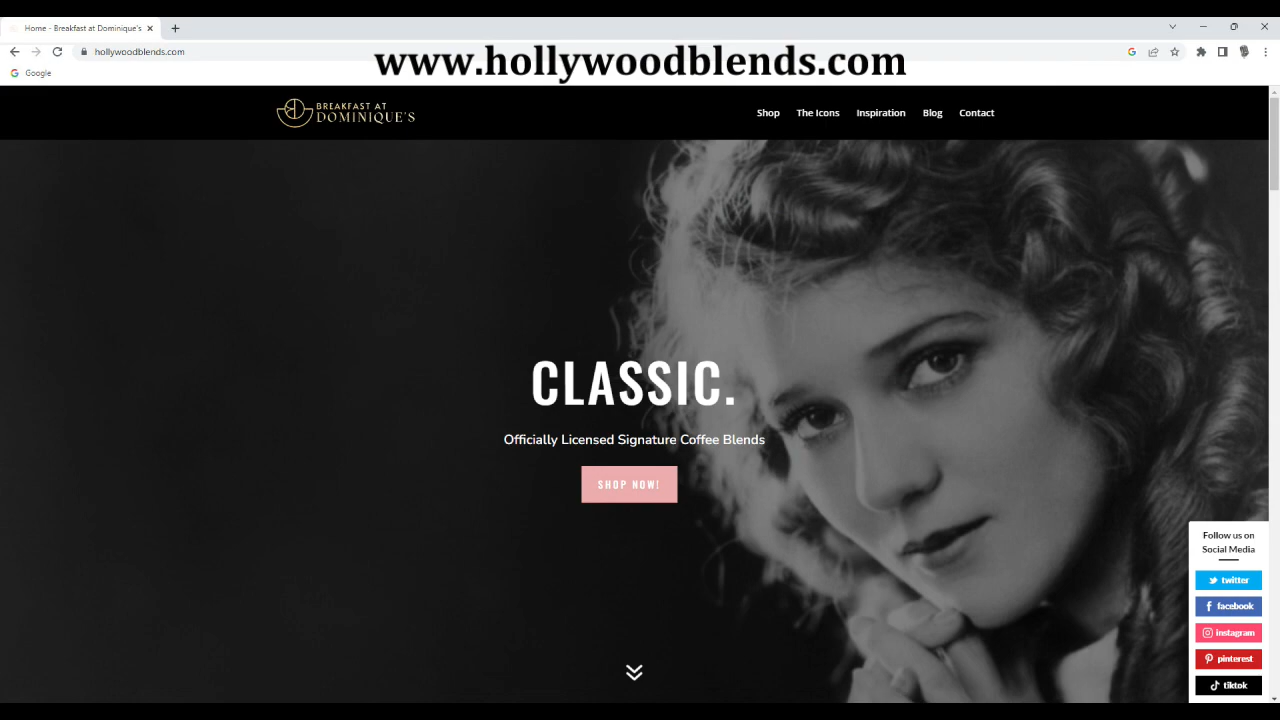 Home - Breakfast at Dominique's
hollywoodblends.com
www.hollywoodblends.com
Google
BREAKFAST AT
DOMINIQUE'S
Shop
The Icons
Inspiration
Blog
Contact
CLASSIC.
Officially Licensed Signature Coffee Blends
SHOP NOW!
Follow us on
Social Media
twitter
facebook
instagram
pinterest
tiktok